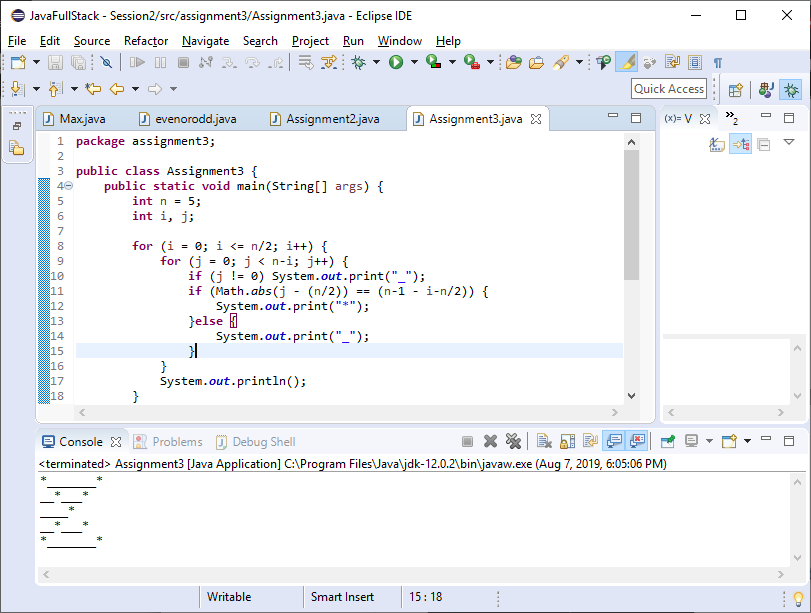 JavaFullStack - Session2/src/assignment3/Assignment3.java - Eclipse IDE
File Edit Source Refactor Navigate Search Project Run Window Help
Quick Access
Max.java evenorodd.java Assignment2.java Assignment3.java (x)= V »2
1 package assignment3;
2
3 public class Assignment3 {
4 public static void main(String[] args) {
5 int n = 5;
6 int i, j;
7
8 for (i = 0; i <= n/2; i++) {
9 for (j = 0; j < n-i; j++) {
10 if (j != 0) System.out.print("_");
11 if (Math.abs(j - (n/2)) == (n-1 - i-n/2)) {
12 System.out.print("*");
13 }else {
14 System.out.print("_");
15 }
16 }
17 System.out.println();
18 }
Console Problems Debug Shell
<terminated> Assignment3 [Java Application] C:\Program Files\Java\jdk-12.0.2\bin\javaw.exe (Aug 7, 2019, 6:05:06 PM)
*_______*
__*___*
____*
__*___*
*_______*
Writable Smart Insert 15 : 18